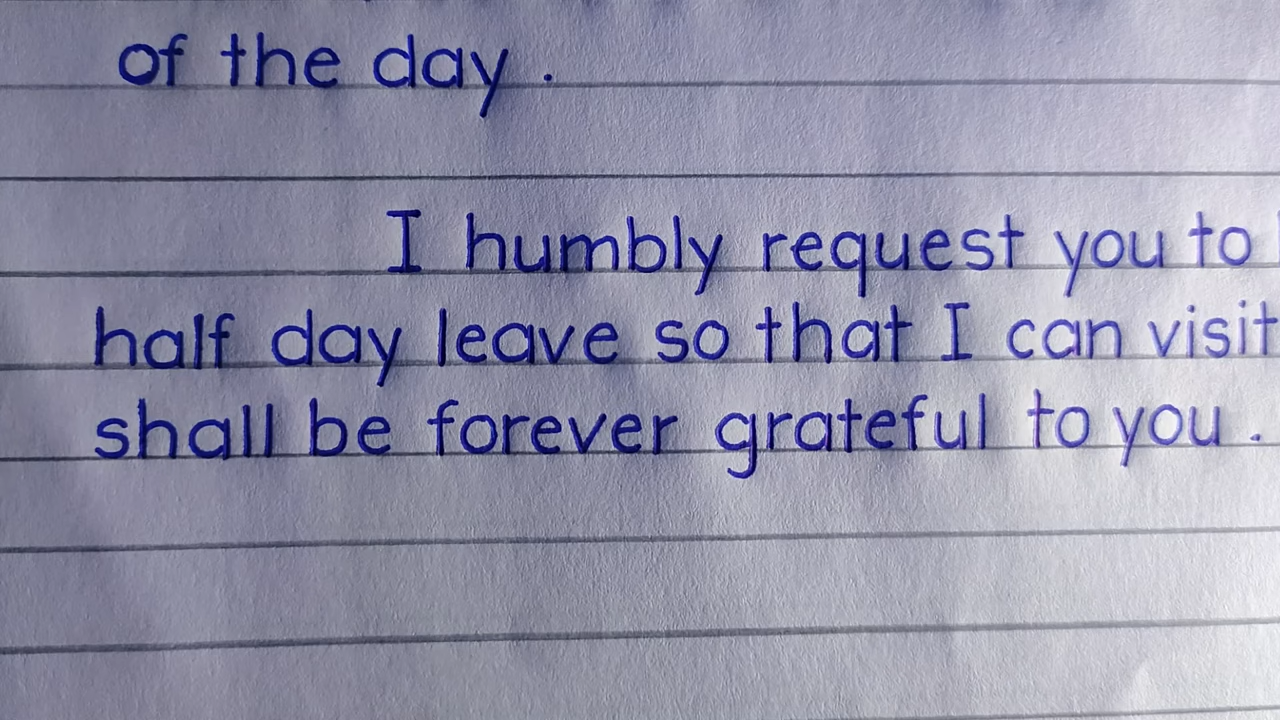 of the day .
I humbly request you to
half day leave so that I can visit
shall be forever grateful to you .